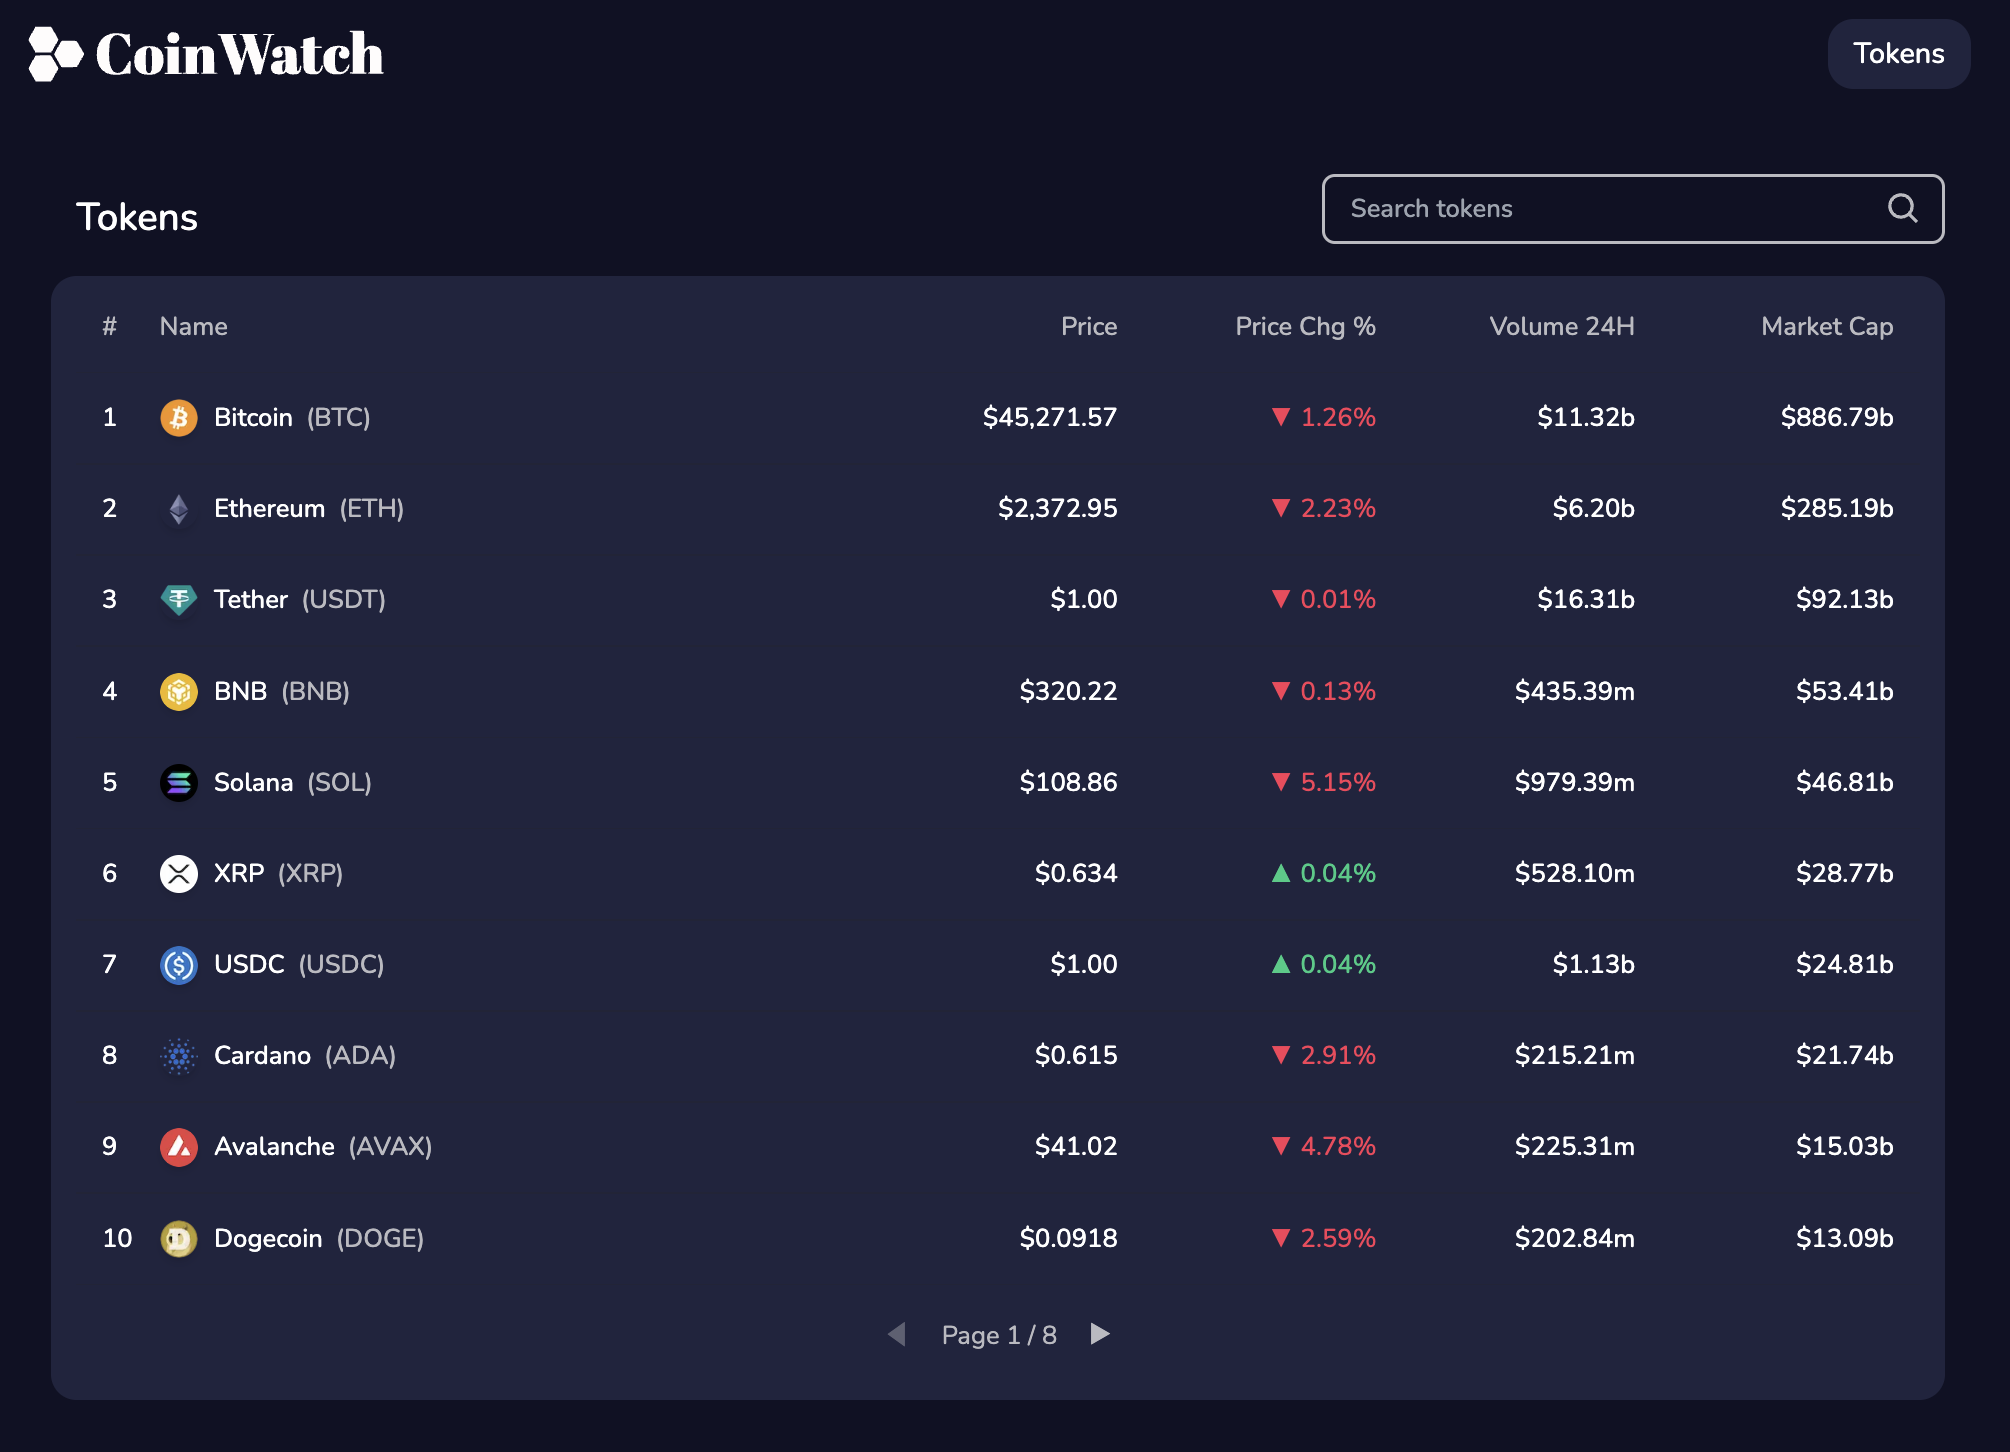 CoinWatch
Tokens
Tokens
Search tokens
# Name Price Price Chg % Volume 24H Market Cap
1 Bitcoin (BTC) $45,271.57 ▼ 1.26% $11.32b $886.79b
2 Ethereum (ETH) $2,372.95 ▼ 2.23% $6.20b $285.19b
3 Tether (USDT) $1.00 ▼ 0.01% $16.31b $92.13b
4 BNB (BNB) $320.22 ▼ 0.13% $435.39m $53.41b
5 Solana (SOL) $108.86 ▼ 5.15% $979.39m $46.81b
6 XRP (XRP) $0.634 ▲ 0.04% $528.10m $28.77b
7 USDC (USDC) $1.00 ▲ 0.04% $1.13b $24.81b
8 Cardano (ADA) $0.615 ▼ 2.91% $215.21m $21.74b
9 Avalanche (AVAX) $41.02 ▼ 4.78% $225.31m $15.03b
10 Dogecoin (DOGE) $0.0918 ▼ 2.59% $202.84m $13.09b
◀ Page 1 / 8 ▶